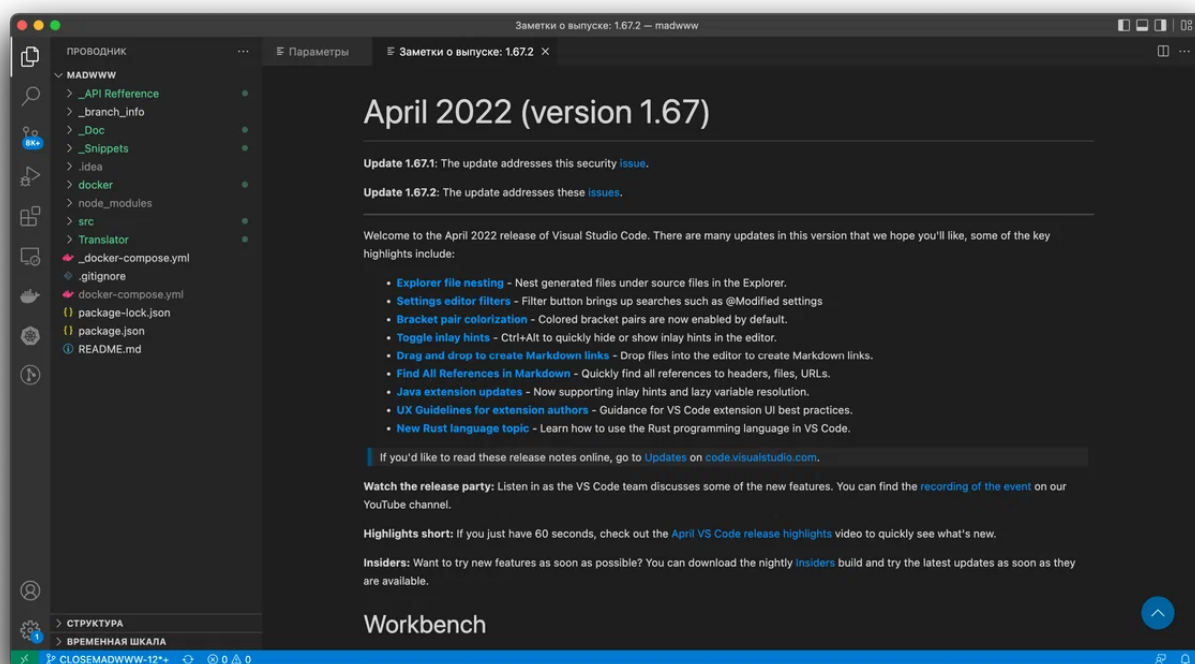 Заметки о выпуске: 1.67.2 — madwww
ПРОВОДНИК
Параметры
Заметки о выпуске: 1.67.2
MADWWW
_API Refference
_branch_info
_Doc
_Snippets
.idea
docker
node_modules
src
Translator
_docker-compose.yml
.gitignore
docker-compose.yml
package-lock.json
package.json
README.md
8K+
1
СТРУКТУРА
ВРЕМЕННАЯ ШКАЛА
April 2022 (version 1.67)
Update 1.67.1: The update addresses this security issue.
Update 1.67.2: The update addresses these issues.
Welcome to the April 2022 release of Visual Studio Code. There are many updates in this version that we hope you'll like, some of the key
highlights include:
• Explorer file nesting - Nest generated files under source files in the Explorer.
• Settings editor filters - Filter button brings up searches such as @Modified settings
• Bracket pair colorization - Colored bracket pairs are now enabled by default.
• Toggle inlay hints - Ctrl+Alt to quickly hide or show inlay hints in the editor.
• Drag and drop to create Markdown links - Drop files into the editor to create Markdown links.
• Find All References in Markdown - Quickly find all references to headers, files, URLs.
• Java extension updates - Now supporting inlay hints and lazy variable resolution.
• UX Guidelines for extension authors - Guidance for VS Code extension UI best practices.
• New Rust language topic - Learn how to use the Rust programming language in VS Code.
If you'd like to read these release notes online, go to Updates on code.visualstudio.com.
Watch the release party: Listen in as the VS Code team discusses some of the new features. You can find the recording of the event on our
YouTube channel.
Highlights short: If you just have 60 seconds, check out the April VS Code release highlights video to quickly see what's new.
Insiders: Want to try new features as soon as possible? You can download the nightly Insiders build and try the latest updates as soon as they
are available.
Workbench
CLOSEMADWWW-12*+
0 0